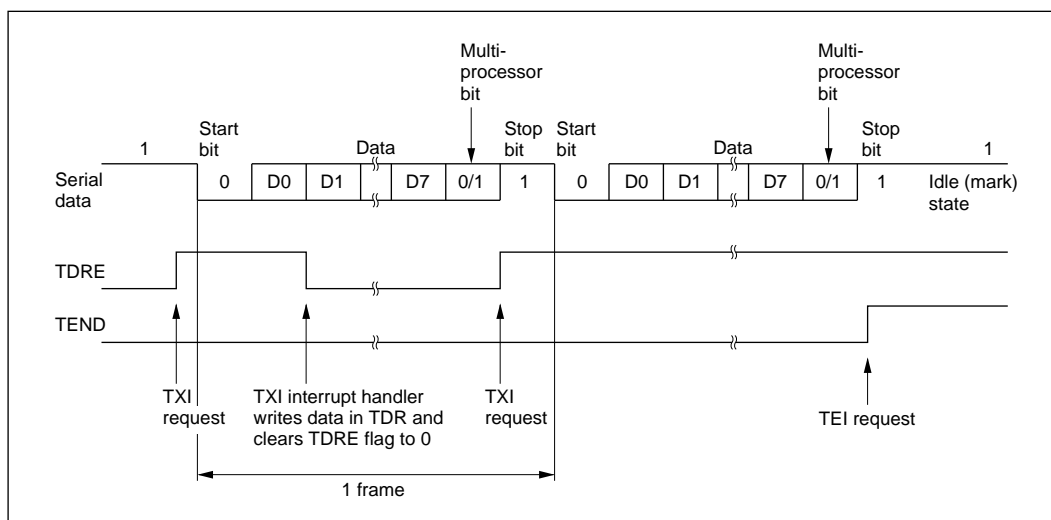 Multi-
processor
bit
Multi-
processor
bit
1
Start
bit
Data
Stop
bit
Start
bit
Data
Stop
bit
1
Serial
data
0 D0 D1 D7 0/1 1 0 D0 D1 D7 0/1 1
Idle (mark)
state
TDRE
TEND
TXI
request
TXI interrupt handler
writes data in TDR and
clears TDRE flag to 0
TXI
request
TEI request
1 frame